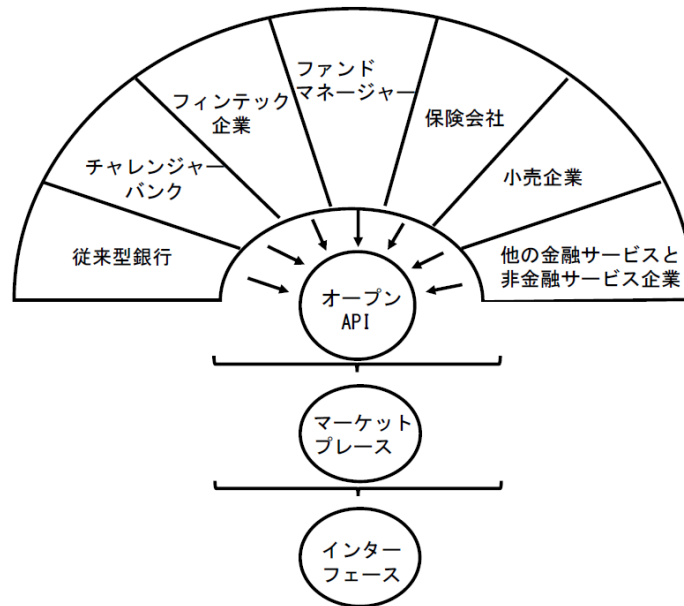 ファンド
マネージャー
フィンテック
企業
保険会社
チャレンジャー
バンク
小売企業
従来型銀行
他の金融サービスと
非金融サービス企業
オープン
API
マーケット
プレース
インター
フェース